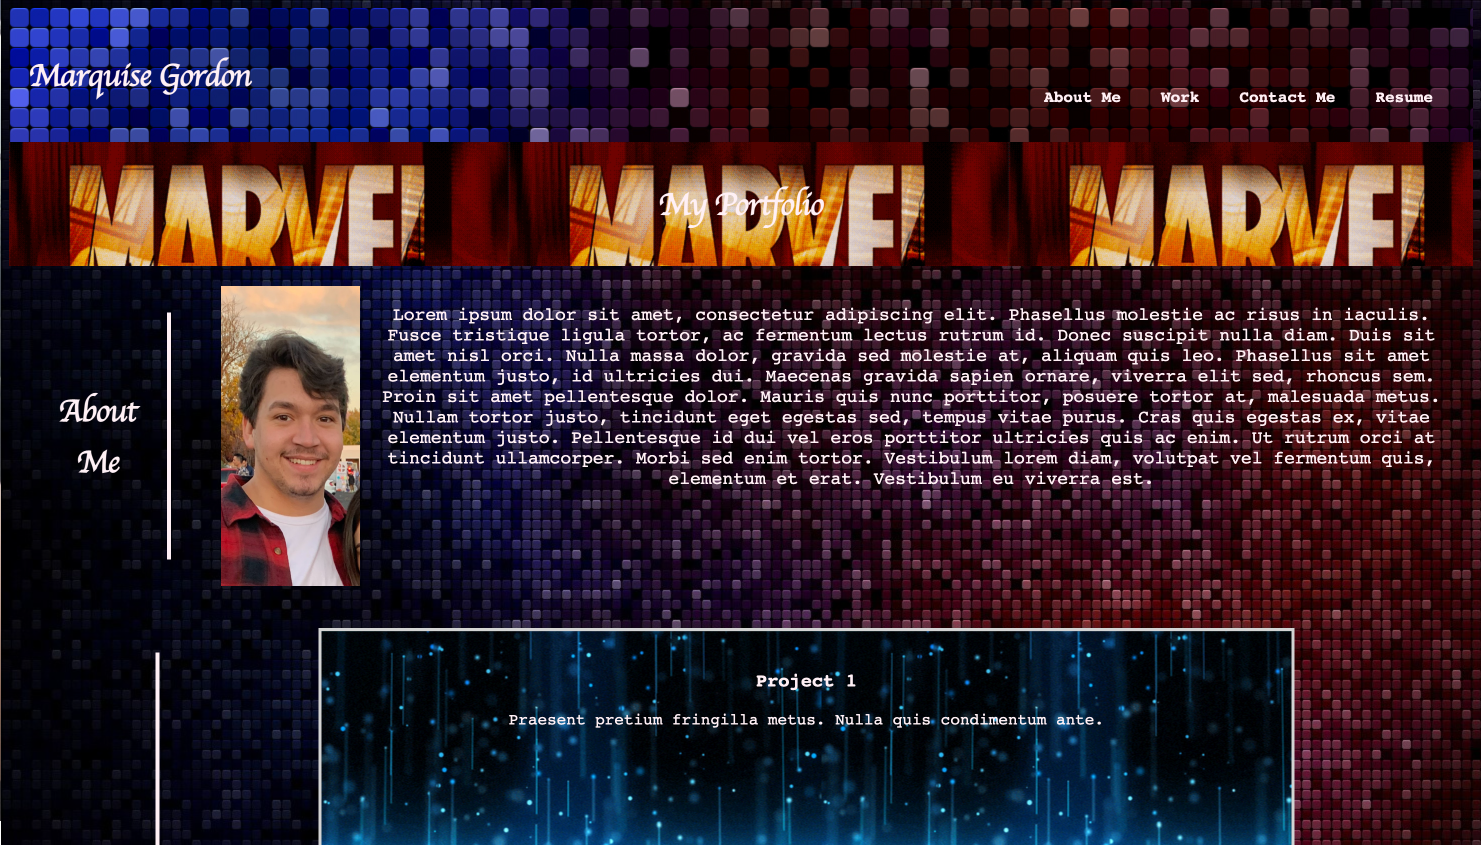 Marquise Gordon
About Me Work Contact Me Resume
MARVEL MARVEL MARVEL
My Portfolio
Lorem ipsum dolor sit amet, consectetur adipiscing elit. Phasellus molestie ac risus in iaculis.
Fusce tristique ligula tortor, ac fermentum lectus rutrum id. Donec suscipit nulla diam. Duis sit
amet nisl orci. Nulla massa dolor, gravida sed molestie at, aliquam quis leo. Phasellus sit amet
elementum justo, id ultricies dui. Maecenas gravida sapien ornare, viverra elit sed, rhoncus sem.
Proin sit amet pellentesque dolor. Mauris quis nunc porttitor, posuere tortor at, malesuada metus.
Nullam tortor justo, tincidunt eget egestas sed, tempus vitae purus. Cras quis egestas ex, vitae
elementum justo. Pellentesque id dui vel eros porttitor ultricies quis ac enim. Ut rutrum orci at
tincidunt ullamcorper. Morbi sed enim tortor. Vestibulum lorem diam, volutpat vel fermentum quis,
elementum et erat. Vestibulum eu viverra est.
About
Me
Project 1
Praesent pretium fringilla metus. Nulla quis condimentum ante.